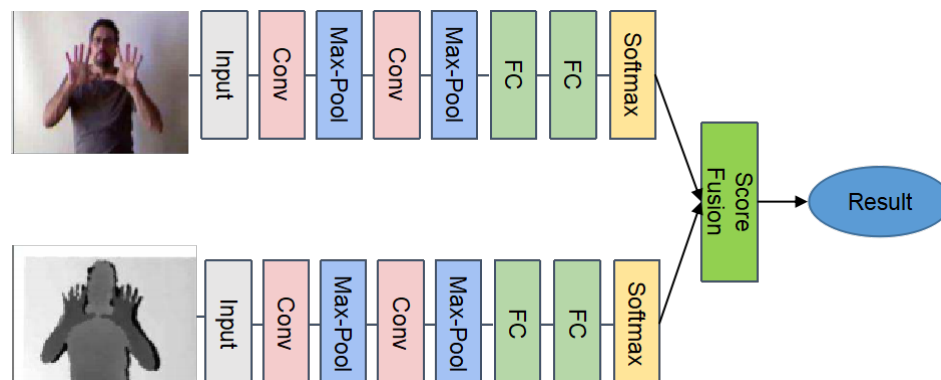 Input
Conv
Max-Pool
Conv
Max-Pool
FC
FC
Softmax
Score
Fusion
Result
Input
Conv
Max-Pool
Conv
Max-Pool
FC
FC
Softmax